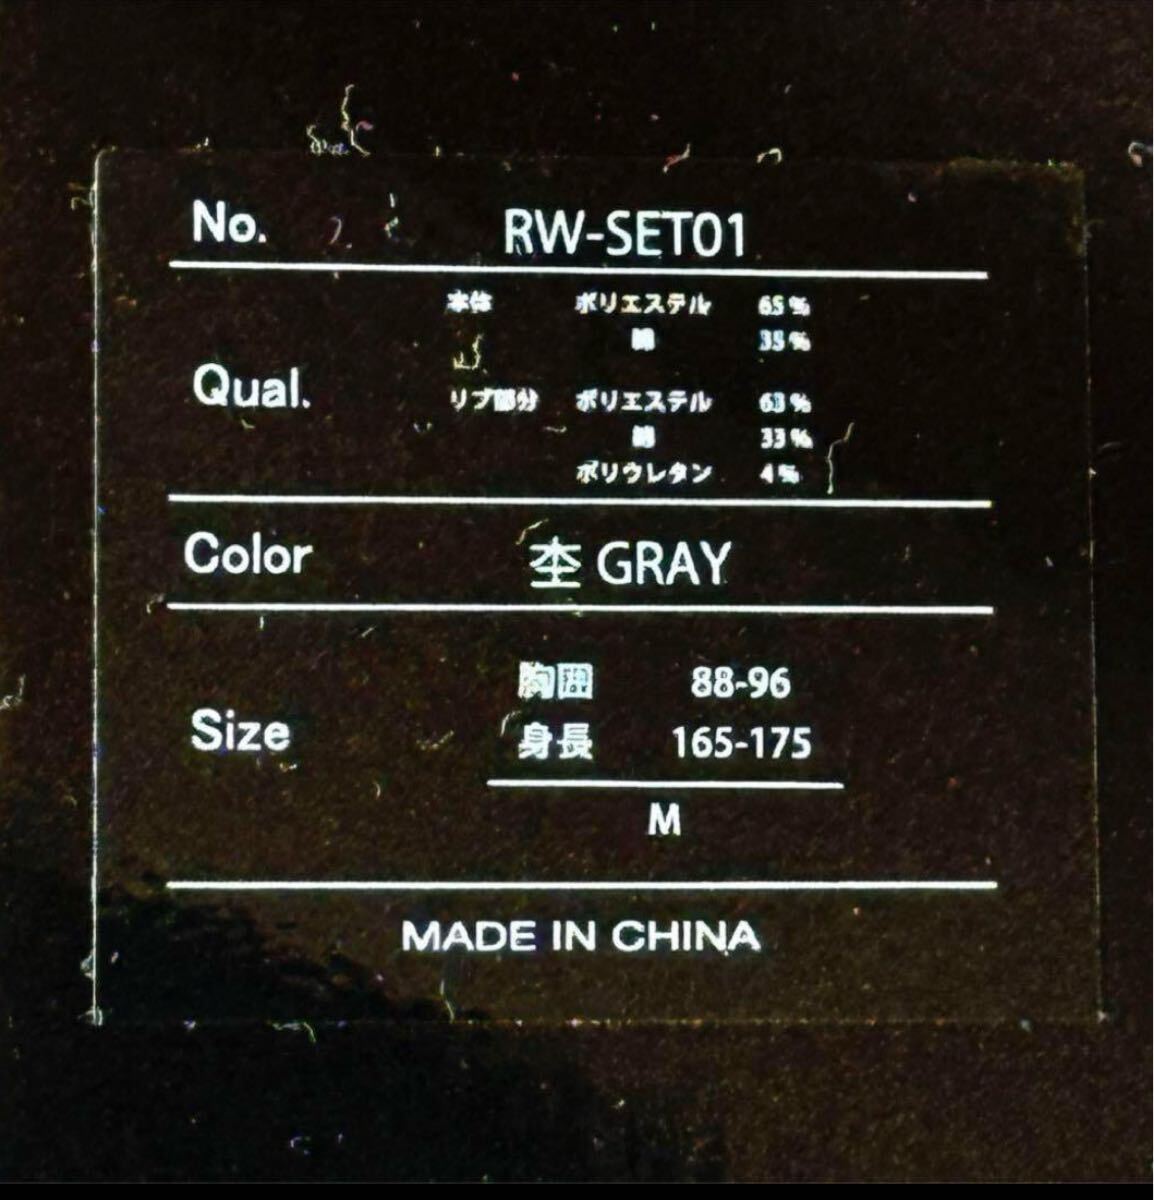 No. RW-SET01
本体 ポリエステル 65%
綿 35%
Qual.
リブ部分 ポリエステル 63%
綿 33%
ポリウレタン 4%
Color 杢 GRAY
胸囲 88-96
Size
身長 165-175
M
MADE IN CHINA